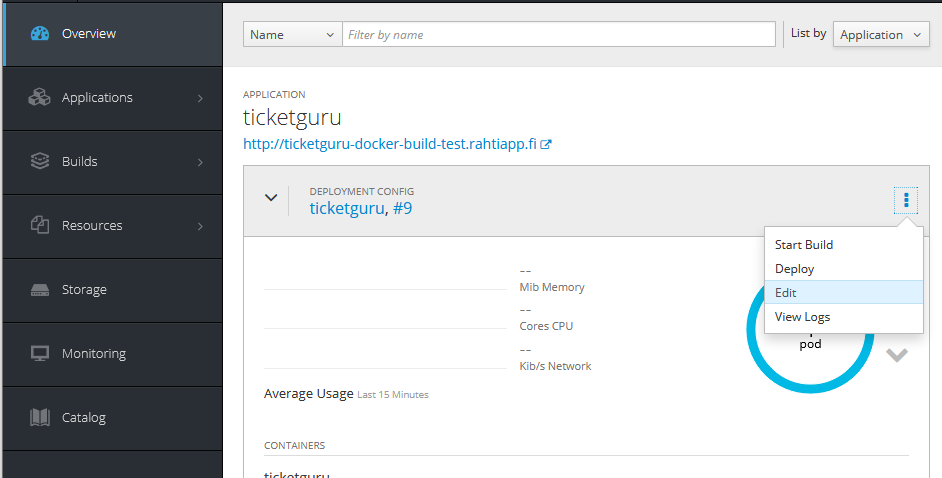 Overview
Applications
Builds
Resources
Storage
Monitoring
Catalog
Name
Filter by name
List by
Application
APPLICATION
ticketguru
http://ticketguru-docker-build-test.rahtiapp.fi
DEPLOYMENT CONFIG
ticketguru, #9
Start Build
Deploy
Edit
View Logs
--
Mib Memory
--
Cores CPU
--
Kib/s Network
pod
Average Usage Last 15 Minutes
CONTAINERS
ticketguru